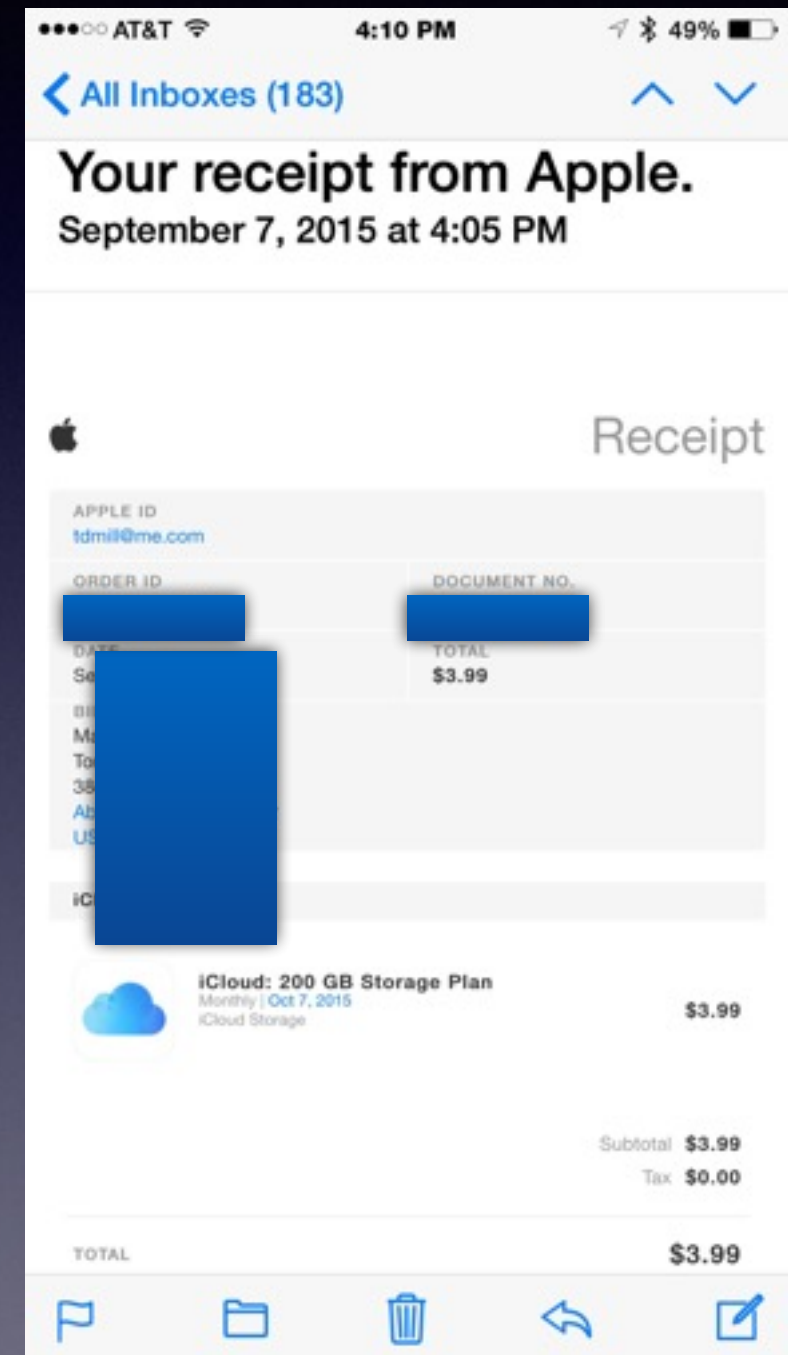 AT&T 4:10 PM 49%
All Inboxes (183)
Your receipt from Apple.
September 7, 2015 at 4:05 PM
Receipt
APPLE ID
tdmill@me.com
ORDER ID DOCUMENT NO.
DATE TOTAL
$3.99
iCloud: 200 GB Storage Plan
Monthly | Oct 7, 2015
iCloud Storage
$3.99
Subtotal $3.99
Tax $0.00
TOTAL $3.99